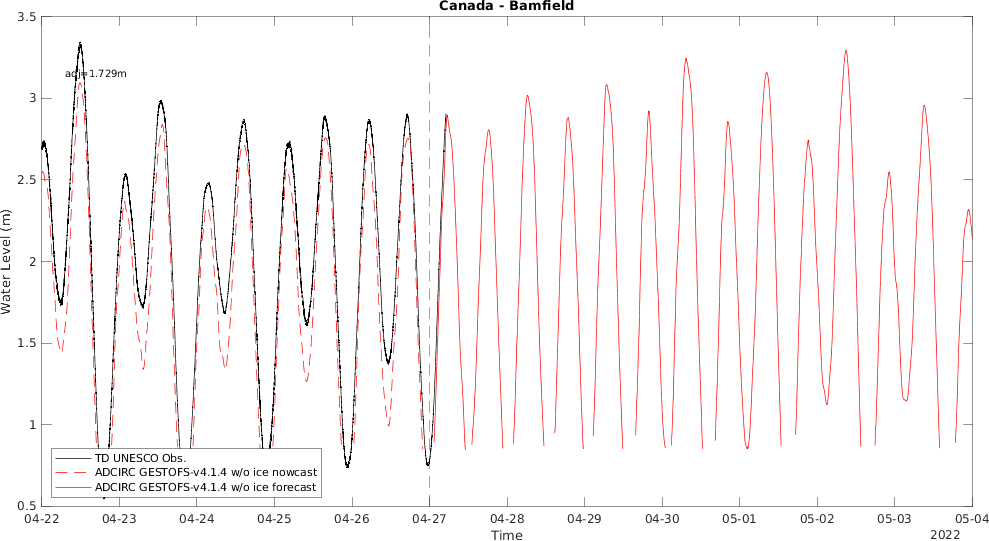 Canada - Bamfield
3.5
adj=1.729m
3
2.5
2
1.5
1
0.5
Water Level (m)
TD UNESCO Obs.
ADCIRC GESTOFS-v4.1.4 w/o ice nowcast
ADCIRC GESTOFS-v4.1.4 w/o ice forecast
04-22 04-23 04-24 04-25 04-26 04-27 04-28 04-29 04-30 05-01 05-02 05-03 05-04
Time
2022